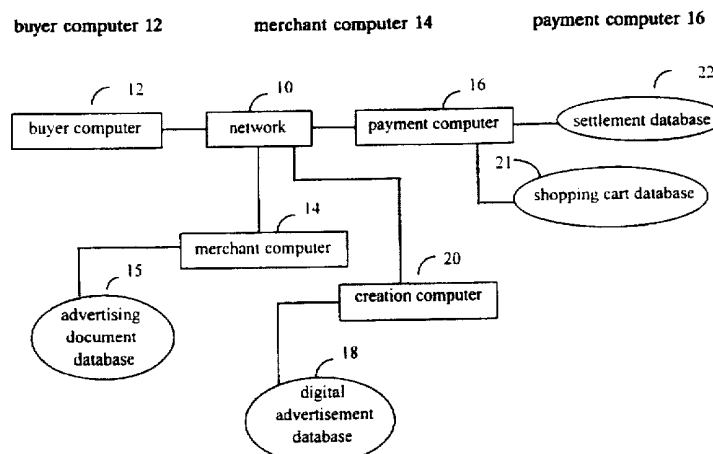 buyer computer 12 merchant computer 14 payment computer 16
12 10 16 22
buyer computer network payment computer settlement database
21
shopping cart database
14
merchant computer
15 20
creation computer
advertising
document
database
18
digital
advertisement
database